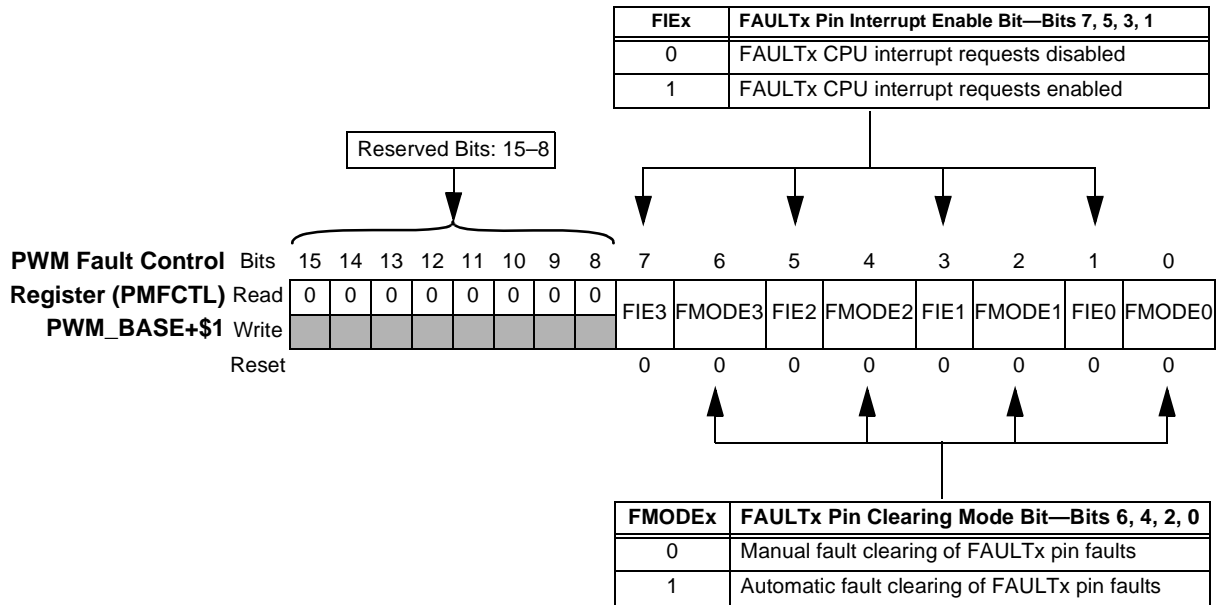 FIEx FAULTx Pin Interrupt Enable Bit—Bits 7, 5, 3, 1
0 FAULTx CPU interrupt requests disabled
1 FAULTx CPU interrupt requests enabled
Reserved Bits: 15–8
PWM Fault Control Bits 15 14 13 12 11 10 9 8 7 6 5 4 3 2 1 0
Register (PMFCTL) Read 0 0 0 0 0 0 0 0
FIE3 FMODE3 FIE2 FMODE2 FIE1 FMODE1 FIE0 FMODE0
PWM_BASE+$1 Write
Reset 0 0 0 0 0 0 0 0
FMODEx FAULTx Pin Clearing Mode Bit—Bits 6, 4, 2, 0
0 Manual fault clearing of FAULTx pin faults
1 Automatic fault clearing of FAULTx pin faults